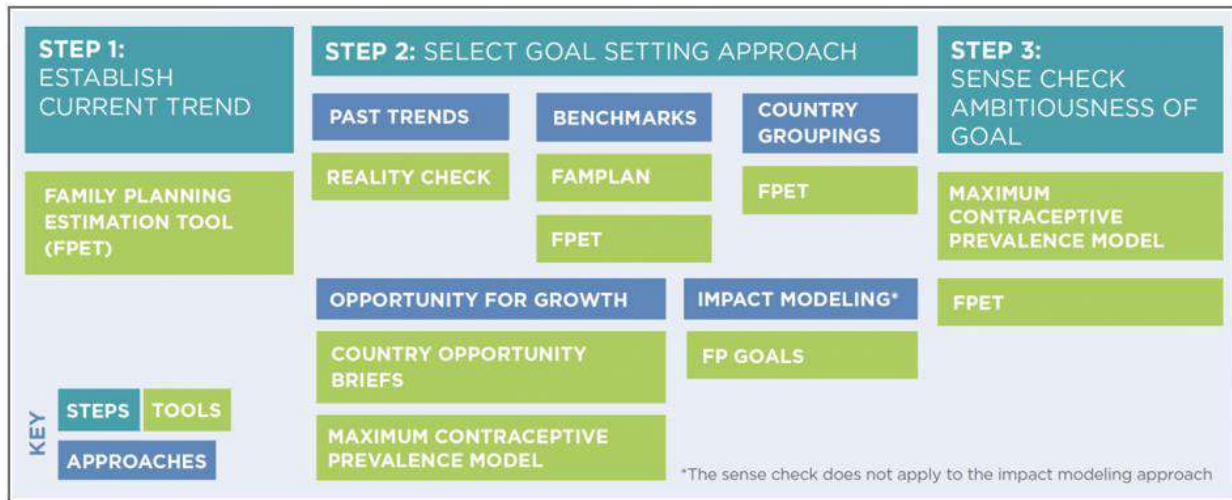 STEP 1:
ESTABLISH
CURRENT TREND
FAMILY PLANNING
ESTIMATION TOOL
(FPET)
STEP 2: SELECT GOAL SETTING APPROACH
PAST TRENDS
REALITY CHECK
BENCHMARKS
FAMPLAN
FPET
COUNTRY
GROUPINGS
FPET
OPPORTUNITY FOR GROWTH
COUNTRY OPPORTUNITY
BRIEFS
MAXIMUM CONTRACEPTIVE
PREVALENCE MODEL
IMPACT MODELING*
FP GOALS
STEP 3:
SENSE CHECK
AMBITIOUSNESS OF
GOAL
MAXIMUM
CONTRACEPTIVE
PREVALENCE MODEL
FPET
KEY
STEPS
TOOLS
APPROACHES
*The sense check does not apply to the impact modeling approach